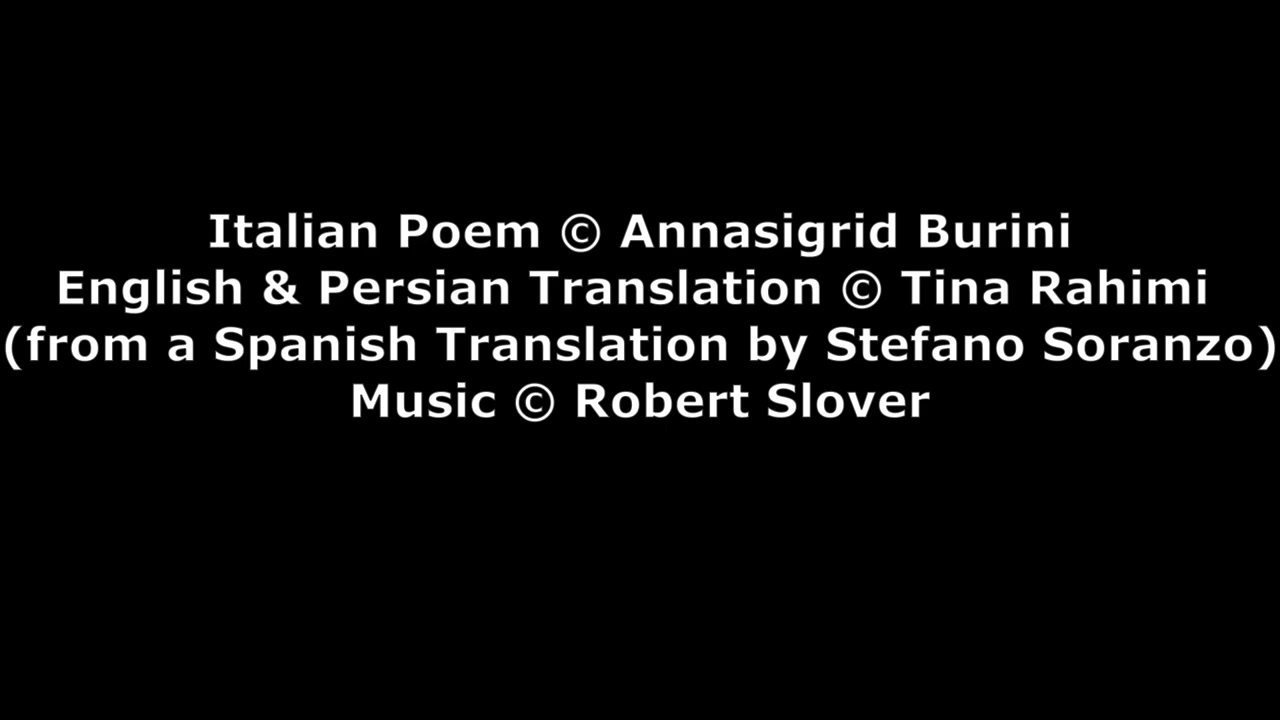 Italian Poem © Annasigrid Burini
English & Persian Translation © Tina Rahimi
(from a Spanish Translation by Stefano Soranzo)
Music © Robert Slover